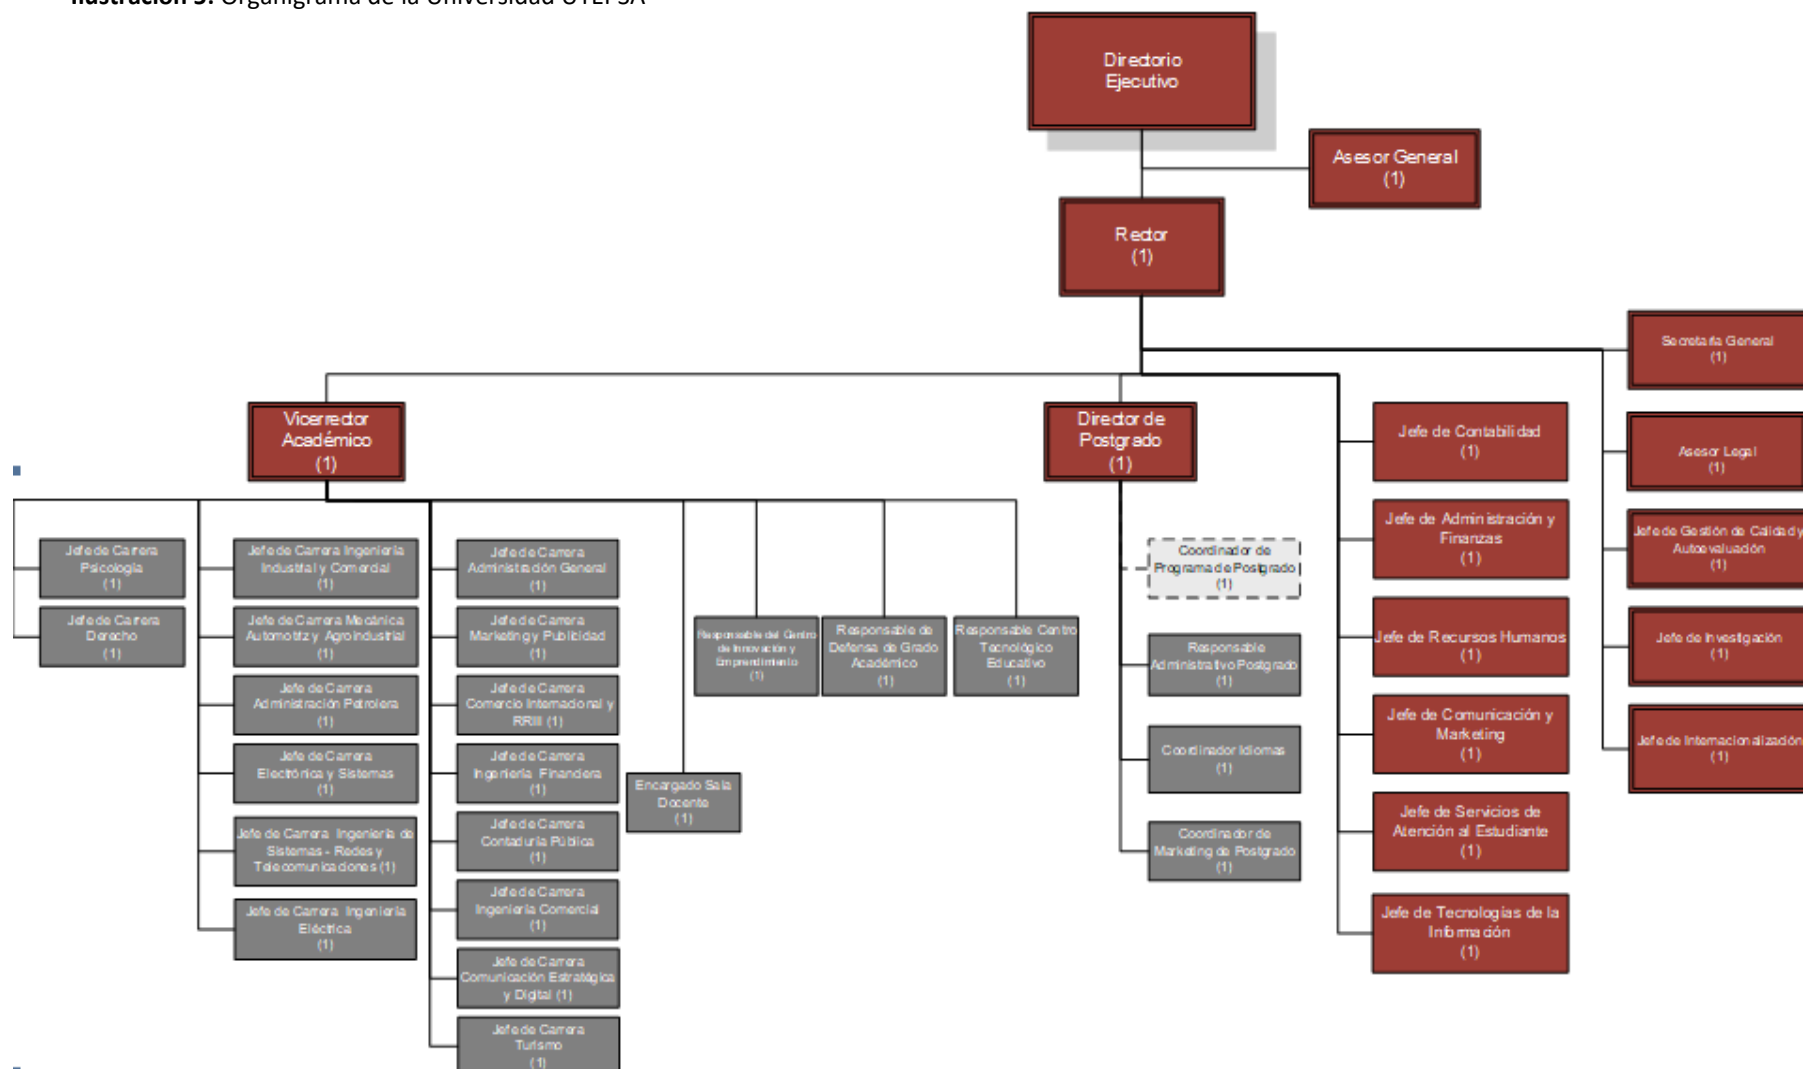 Ilustración 5: Organigrama de la Universidad UTEPSA
Directorio
Ejecutivo
Asesor General
(1)
Rector
(1)
Secretaría General
(1)
Vicerrector
Académico
(1)
Director de
Postgrado
(1)
Jefe de Contabilidad
(1)
Asesor Legal
(1)
Jefe de Administración y
Finanzas
(1)
Jefe de Gestión de Calidad y
Autoevaluación
(1)
Jefe de Recursos Humanos
(1)
Jefe de Investigación
(1)
Jefe de Comunicación y
Marketing
(1)
Jefe de Internacionalización
(1)
Jefe de Servicios de
Atención al Estudiante
(1)
Jefe de Tecnologías de la
Información
(1)
Jefe de Carrera
Psicología
(1)
Jefe de Carrera
Derecho
(1)
Jefe de Carrera Ingeniería
Industrial y Comercial
(1)
Jefe de Carrera Mecánica
Automotriz y Agroindustrial
(1)
Jefe de Carrera
Administración Petrolera
(1)
Jefe de Carrera
Electrónica y Sistemas
(1)
Jefe de Carrera Ingeniería de
Sistemas - Redes y
Telecomunicaciones (1)
Jefe de Carrera Ingeniería
Eléctrica
(1)
Jefe de Carrera
Administración General
(1)
Jefe de Carrera
Marketing y Publicidad
(1)
Jefe de Carrera
Comercio Internacional y
RRIII (1)
Jefe de Carrera
Ingeniería Financiera
(1)
Jefe de Carrera
Contaduría Pública
(1)
Jefe de Carrera
Ingeniería Comercial
(1)
Jefe de Carrera
Comunicación Estratégica
y Digital (1)
Jefe de Carrera
Turismo
(1)
Encargado Sala
Docente
(1)
Responsable del Centro
de Innovación y
Emprendimiento
(1)
Responsable de
Defensa de Grado
Académico
(1)
Responsable Centro
Tecnológico
Educativo
(1)
Coordinador de
Programa de Postgrado
(1)
Responsable
Administrativo Postgrado
(1)
Coordinador Idiomas
(1)
Coordinador de
Marketing de Postgrado
(1)